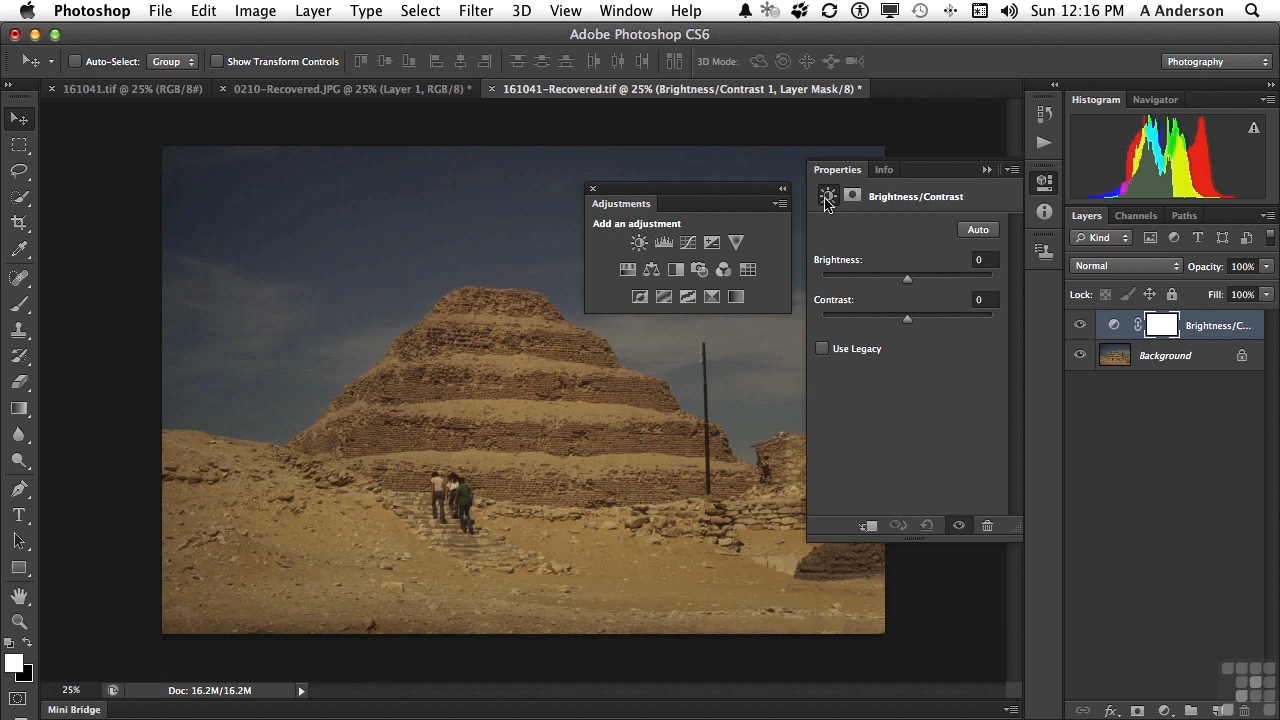 Photoshop File Edit Image Layer Type Select Filter 3D View Window Help Sun 12:16 PM A Anderson
Adobe Photoshop CS6
Auto-Select: Group Show Transform Controls 3D Mode: Photography
161041.tif @ 25% (RGB/8#) 0210-Recovered.JPG @ 25% (Layer 1, RGB/8) * 161041-Recovered.tif @ 25% (Brightness/Contrast 1, Layer Mask/8) *
Histogram Navigator
Properties Info
Brightness/Contrast
Adjustments
Add an adjustment
Auto
Brightness: 0
Contrast: 0
Use Legacy
Layers Channels Paths
Kind
Normal Opacity: 100%
Lock: Fill: 100%
Brightness/C...
Background
25% Doc: 16.2M/16.2M
Mini Bridge